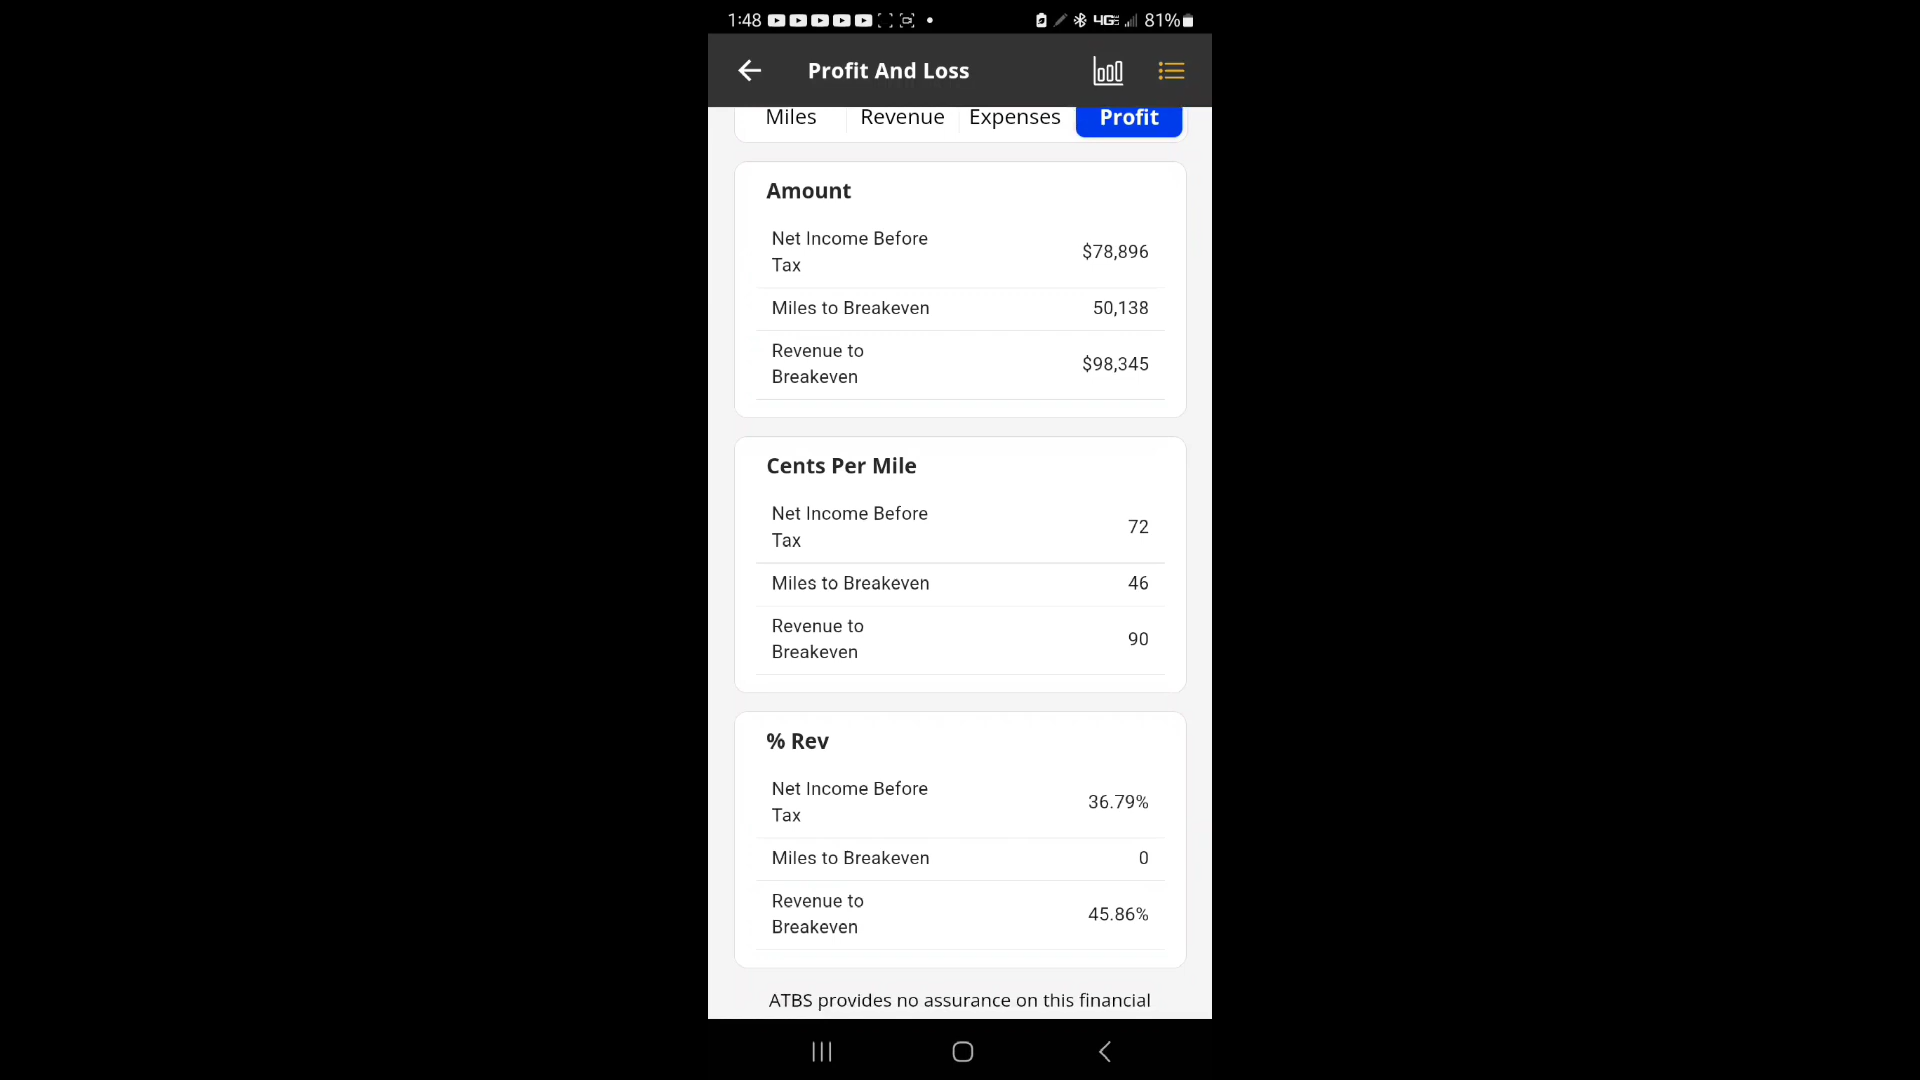 1:48 4GE 81%
Profit And Loss
Miles Revenue Expenses Profit
Amount
Net Income Before
Tax
$78,896
Miles to Breakeven 50,138
Revenue to
Breakeven
$98,345
Cents Per Mile
Net Income Before
Tax
72
Miles to Breakeven 46
Revenue to
Breakeven
90
% Rev
Net Income Before
Tax
36.79%
Miles to Breakeven 0
Revenue to
Breakeven
45.86%
ATBS provides no assurance on this financial